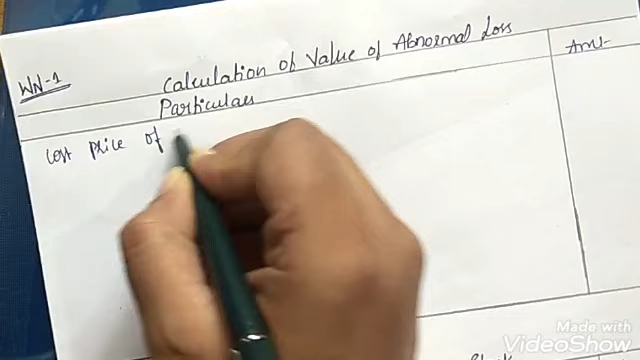 WN-1
Calculation of Value of Abnormal Loss
Particulars
Amt
Cost price of
Made with
VideoShow